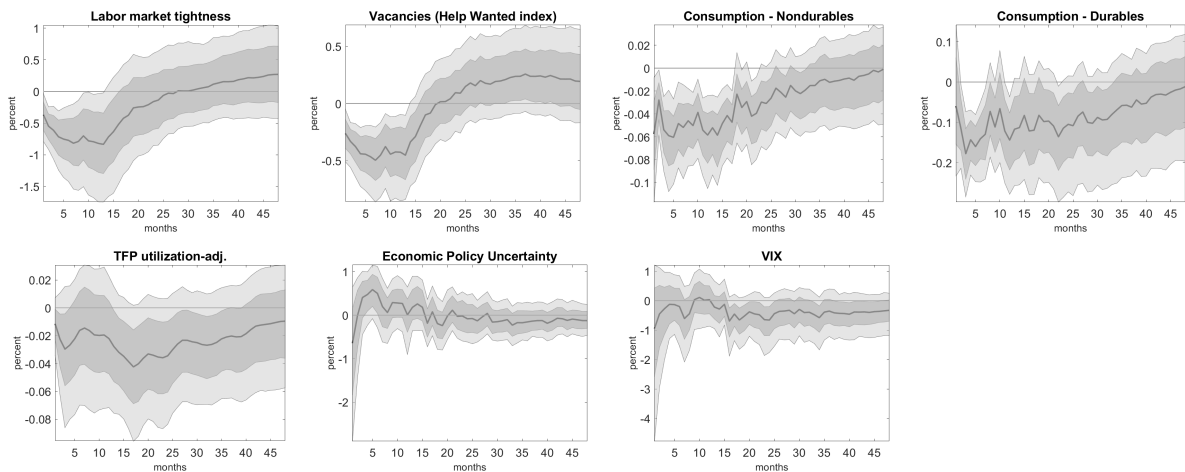 Labor market tightness
percent
1
0.5
0
-0.5
-1
-1.5
5 10 15 20 25 30 35 40 45
months
Vacancies (Help Wanted index)
percent
0.5
0
-0.5
5 10 15 20 25 30 35 40 45
months
Consumption - Nondurables
percent
0.02
0
-0.02
-0.04
-0.06
-0.08
-0.1
5 10 15 20 25 30 35 40 45
months
Consumption - Durables
percent
0.1
0
-0.1
-0.2
5 10 15 20 25 30 35 40 45
months
TFP utilization-adj.
percent
0.02
0
-0.02
-0.04
-0.06
-0.08
5 10 15 20 25 30 35 40 45
months
Economic Policy Uncertainty
percent
1
0
-1
-2
5 10 15 20 25 30 35 40 45
months
VIX
percent
1
0
-1
-2
-3
-4
5 10 15 20 25 30 35 40 45
months